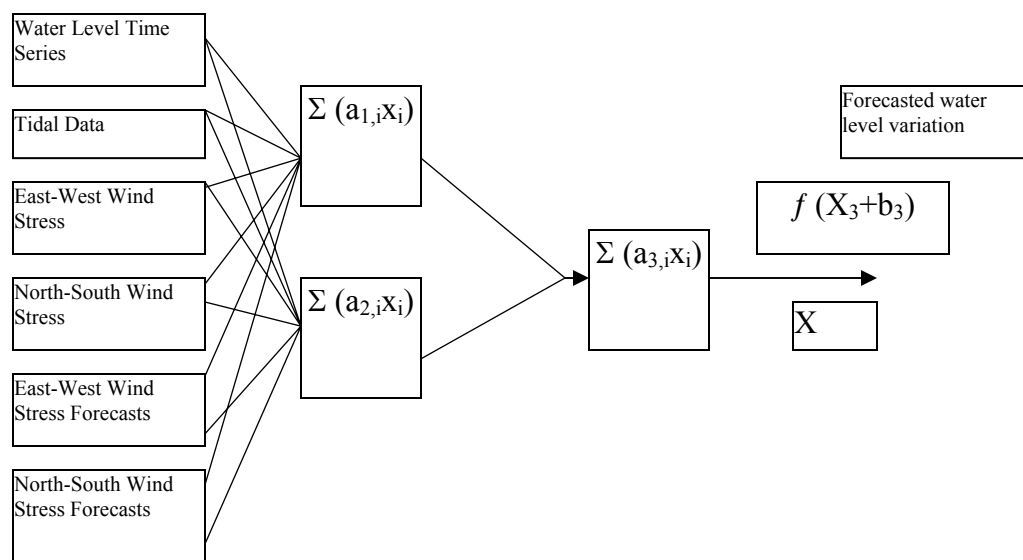 Water Level Time
Series
Tidal Data
East-West Wind
Stress
North-South Wind
Stress
East-West Wind
Stress Forecasts
North-South Wind
Stress Forecasts
Σ (a1,ixi)
Σ (a2,ixi)
Σ (a3,ixi)
Forecasted water
level variation
f (X3+b3)
X